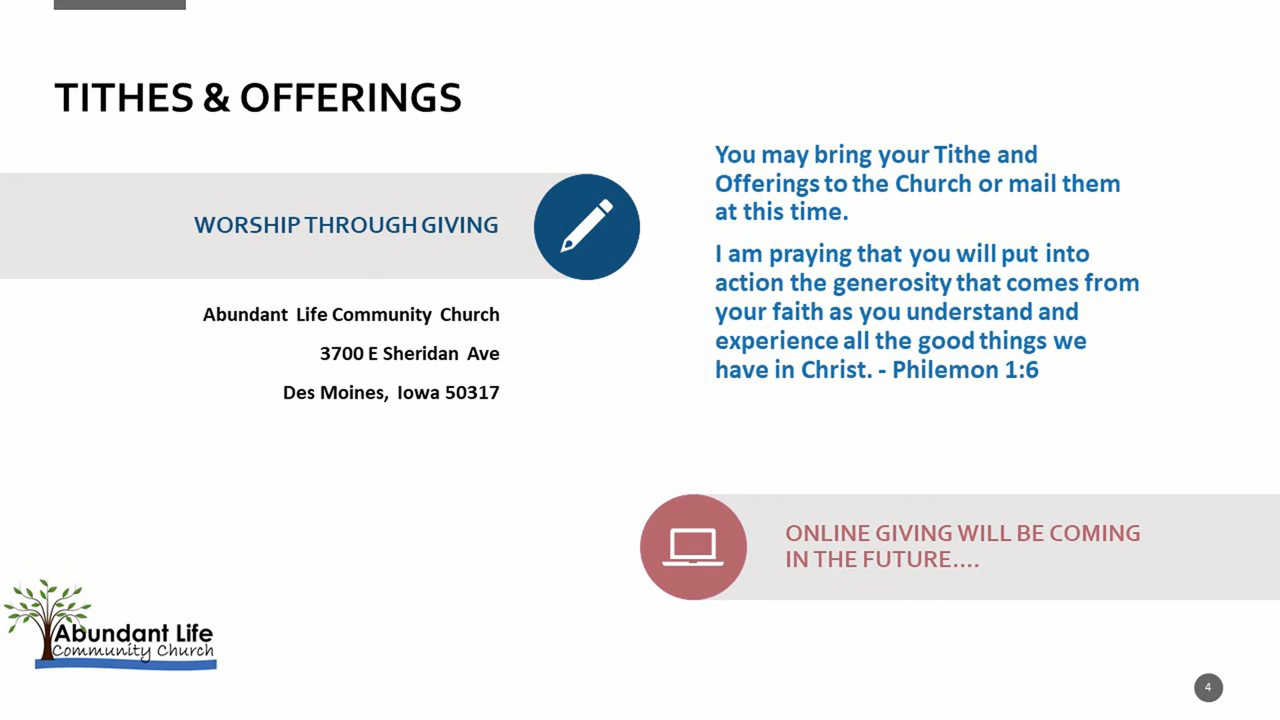 TITHES & OFFERINGS
WORSHIP THROUGH GIVING
Abundant Life Community Church
3700 E Sheridan Ave
Des Moines, Iowa 50317
You may bring your Tithe and
Offerings to the Church or mail them
at this time.
I am praying that you will put into
action the generosity that comes from
your faith as you understand and
experience all the good things we
have in Christ. - Philemon 1:6
ONLINE GIVING WILL BE COMING
IN THE FUTURE....
Abundant Life
Community Church
4